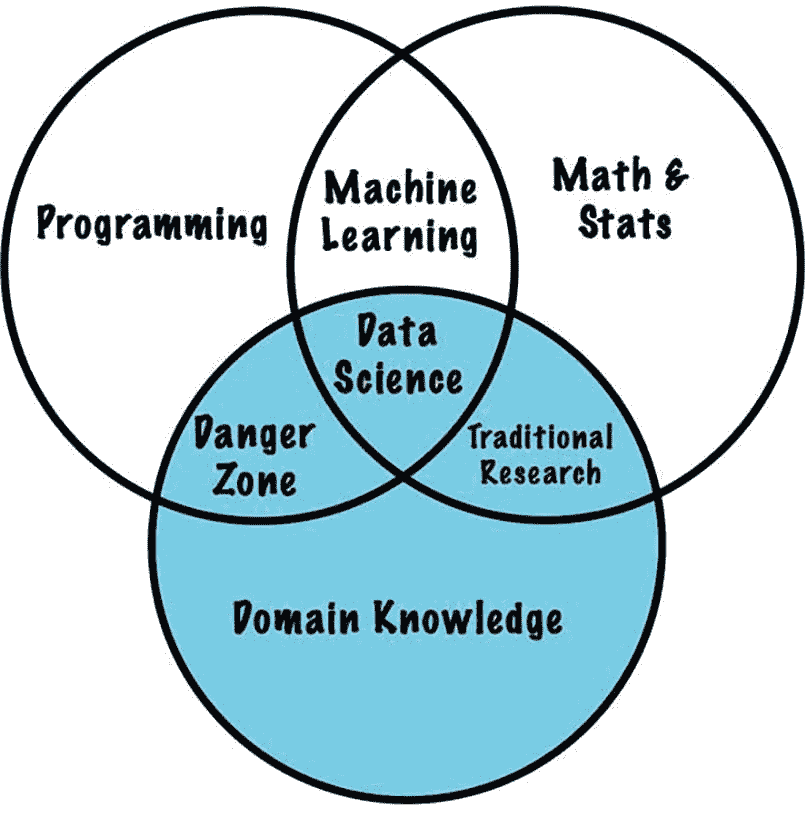 Programming
Machine
Learning
Math &
Stats
Data
Science
Danger
Zone
Traditional
Research
Domain Knowledge